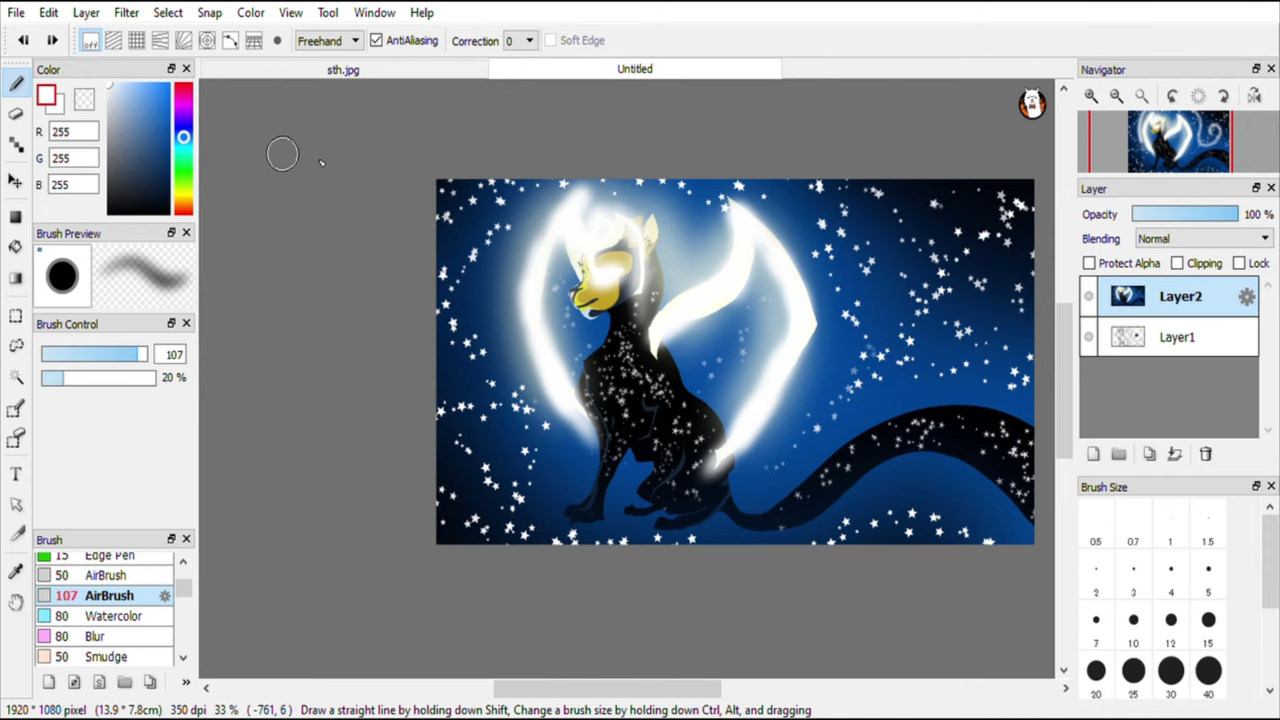 File Edit Layer Filter Select Snap Color View Tool Window Help
off Freehand AntiAliasing Correction 0 Soft Edge
Color
sth.jpg
Untitled
Navigator
R 255
G 255
B 255
Layer
Opacity 100 %
Blending Normal
Protect Alpha Clipping Lock
Layer2
Layer1
Brush Preview
Brush Control
107
20 %
Brush
15 Edge Pen
50 AirBrush
107 AirBrush
80 Watercolor
80 Blur
50 Smudge
Brush Size
0.5 0.7 1 1.5
2 3 4 5
7 10 12 15
20 25 30 40
1920 * 1080 pixel (13.9 * 7.8cm) 350 dpi 33 % ( -761, 6 ) Draw a straight line by holding down Shift, Change a brush size by holding down Ctrl, Alt, and dragging